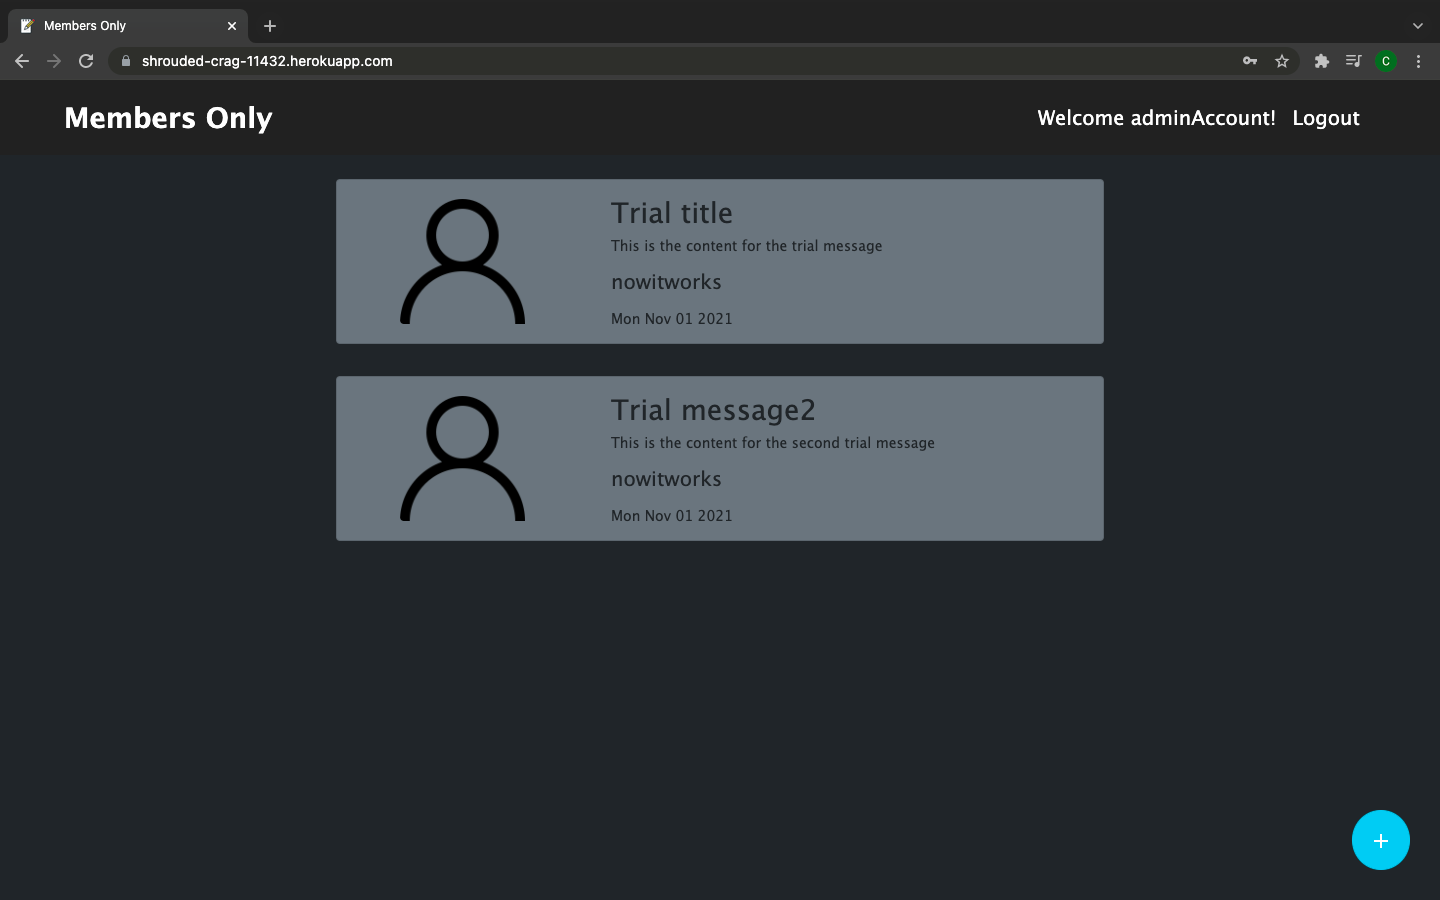 Members Only
shrouded-crag-11432.herokuapp.com
C
Members Only
Welcome adminAccount! Logout
Trial title
This is the content for the trial message
nowitworks
Mon Nov 01 2021
Trial message2
This is the content for the second trial message
nowitworks
Mon Nov 01 2021
+